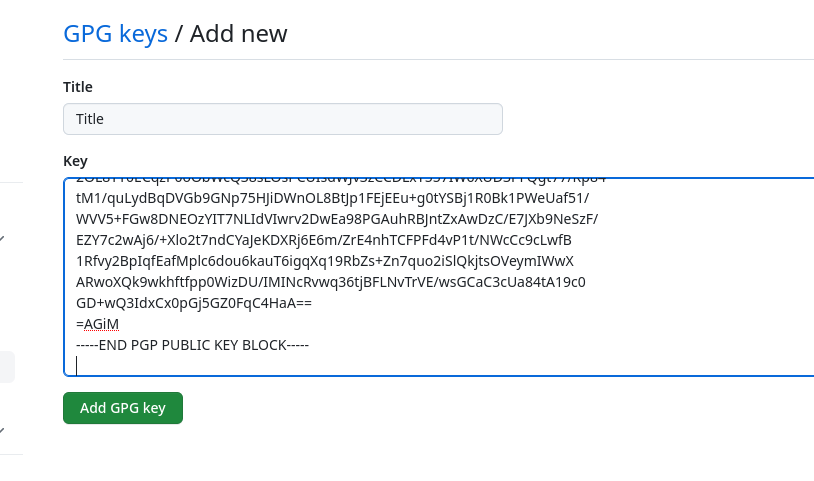 GPG keys / Add new
Title
Title
Key
tM1/quLydBqDVGb9GNp75HJiDWnOL8BtJp1FEjEEu+g0tYSBj1R0Bk1PWeUaf51/
WVV5+FGw8DNEOzYIT7NLIdVIwrv2DwEa98PGAuhRBJntZxAwDzC/E7JXb9NeSzF/
EZY7c2wAj6/+Xlo2t7ndCYaJeKDXRj6E6m/ZrE4nhTCFPFd4vP1t/NWcCc9cLwfB
1Rfvy2BpIqfEafMplc6dou6kauT6igqXq19RbZs+Zn7quo2iSlQkjtsOVeymIWwX
ARwoXQk9wkhftfpp0WizDU/IMINcRvwq36tjBFLNvTrVE/wsGCaC3cUa84tA19c0
GD+wQ3IdxCx0pGj5GZ0FqC4HaA==
=AGiM
-----END PGP PUBLIC KEY BLOCK-----
Add GPG key